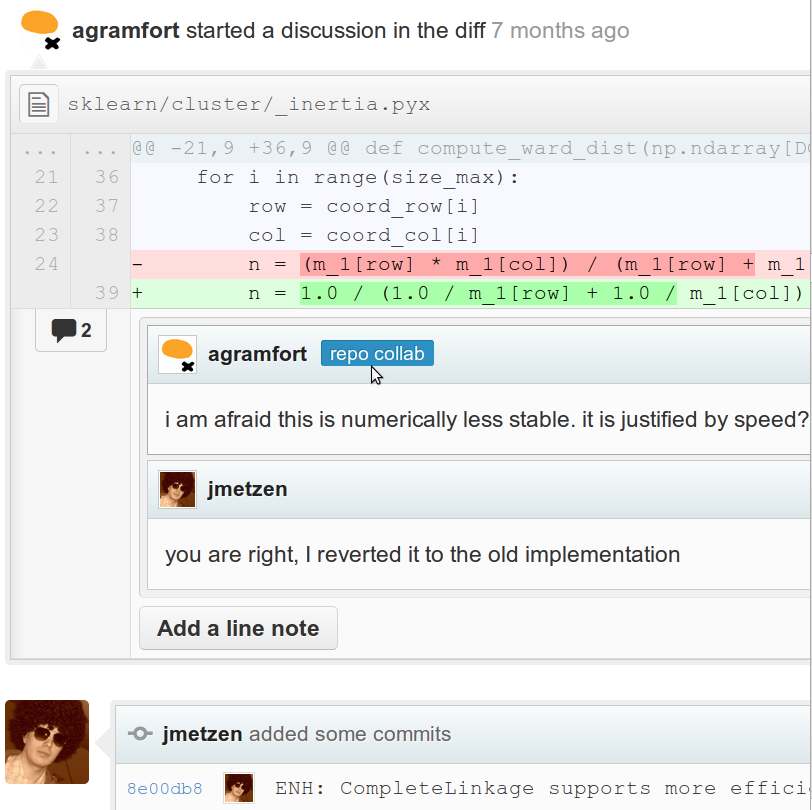 agramfort started a discussion in the diff 7 months ago
sklearn/cluster/_inertia.pyx
... ... @@ -21,9 +36,9 @@ def compute_ward_dist(np.ndarray[
21 36 for i in range(size_max):
22 37 row = coord_row[i]
23 38 col = coord_col[i]
24 - n = (m_1[row] * m_1[col]) / (m_1[row] + m_1
39 + n = 1.0 / (1.0 / m_1[row] + 1.0 / m_1[col])
2
agramfort repo collab
i am afraid this is numerically less stable. it is justified by speed?
jmetzen
you are right, I reverted it to the old implementation
Add a line note
jmetzen added some commits
8e00db8 ENH: CompleteLinkage supports more effici